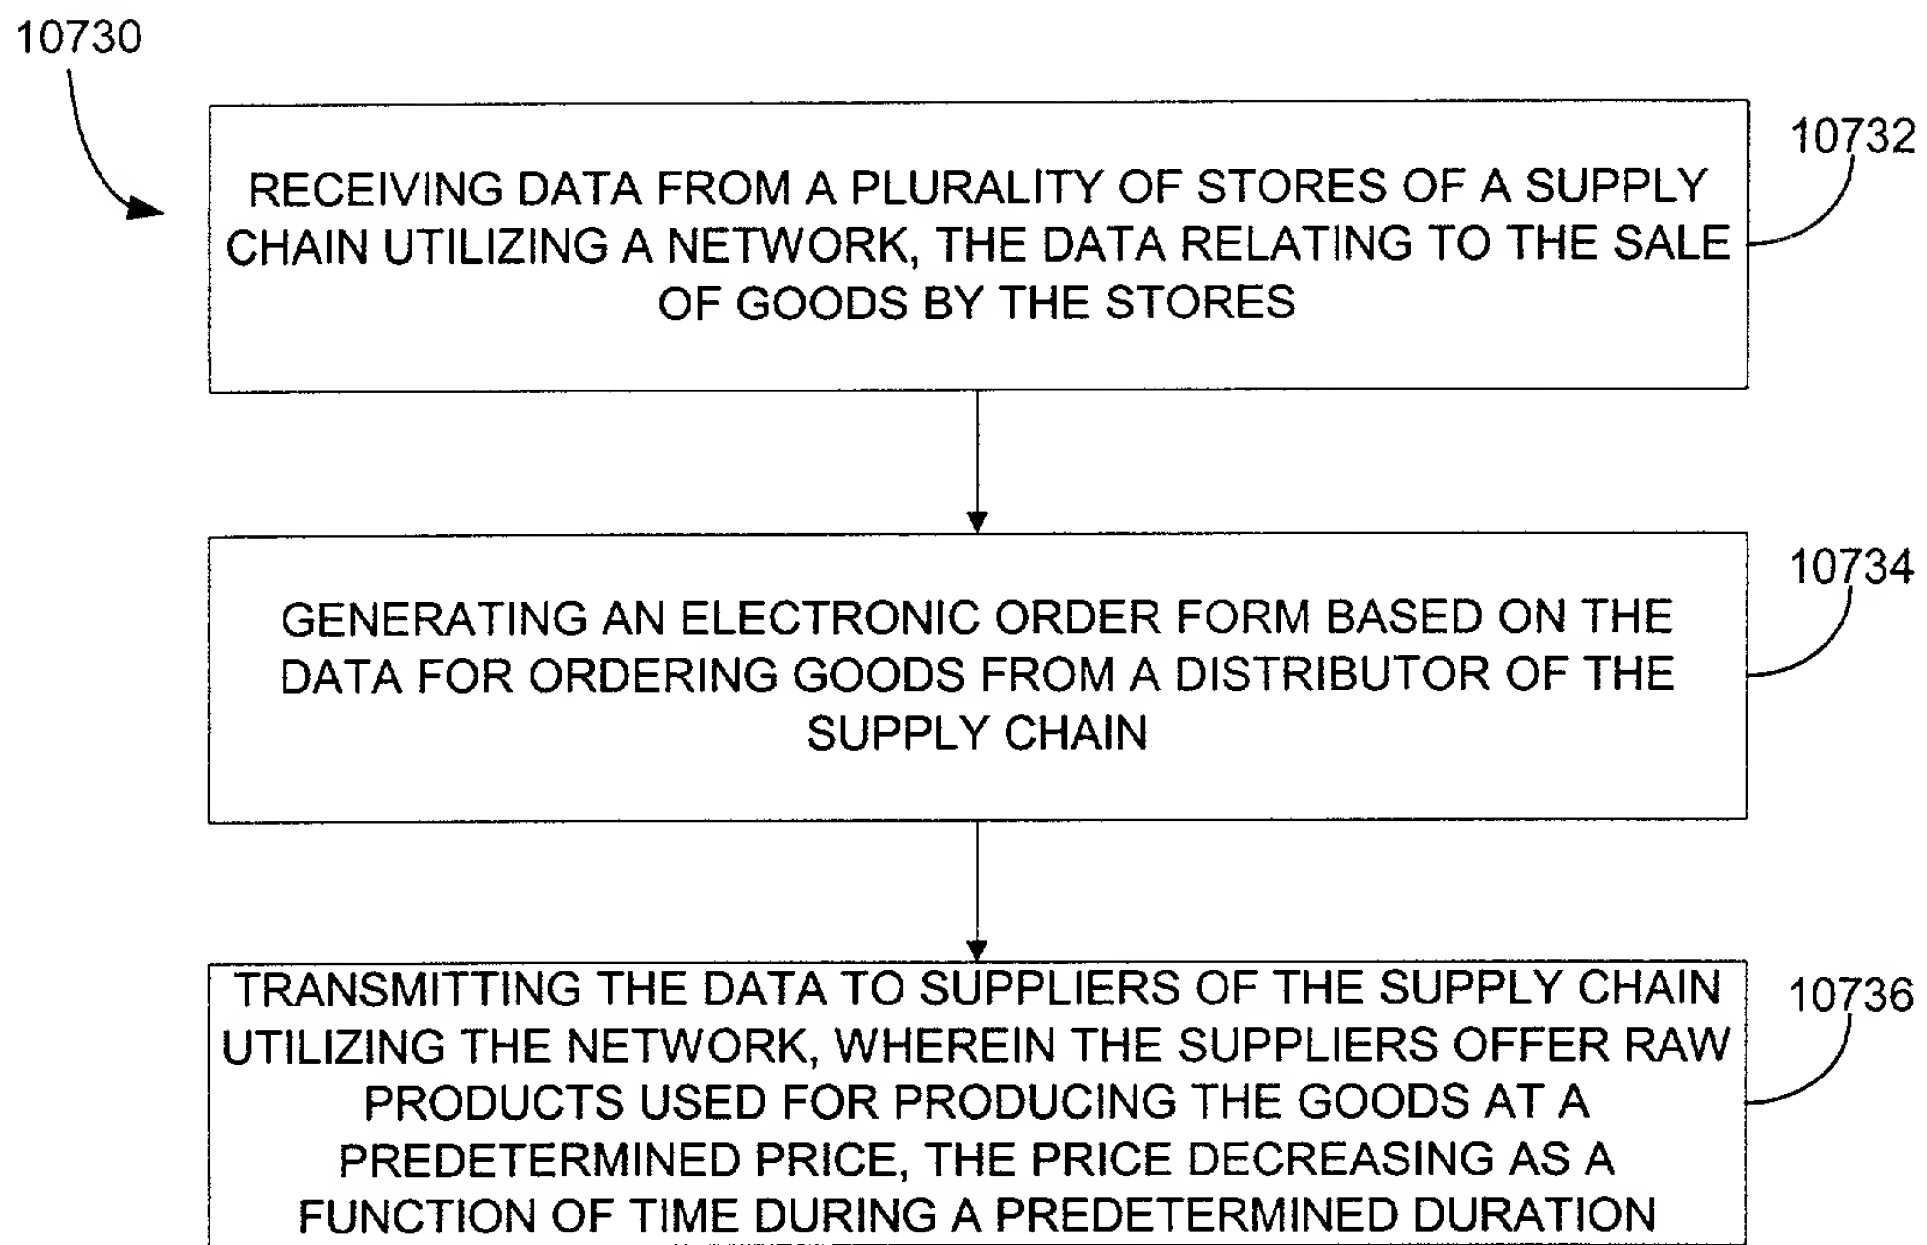 10730
10732
RECEIVING DATA FROM A PLURALITY OF STORES OF A SUPPLY
CHAIN UTILIZING A NETWORK, THE DATA RELATING TO THE SALE
OF GOODS BY THE STORES
10734
GENERATING AN ELECTRONIC ORDER FORM BASED ON THE
DATA FOR ORDERING GOODS FROM A DISTRIBUTOR OF THE
SUPPLY CHAIN
10736
TRANSMITTING THE DATA TO SUPPLIERS OF THE SUPPLY CHAIN
UTILIZING THE NETWORK, WHEREIN THE SUPPLIERS OFFER RAW
PRODUCTS USED FOR PRODUCING THE GOODS AT A
PREDETERMINED PRICE, THE PRICE DECREASING AS A
FUNCTION OF TIME DURING A PREDETERMINED DURATION